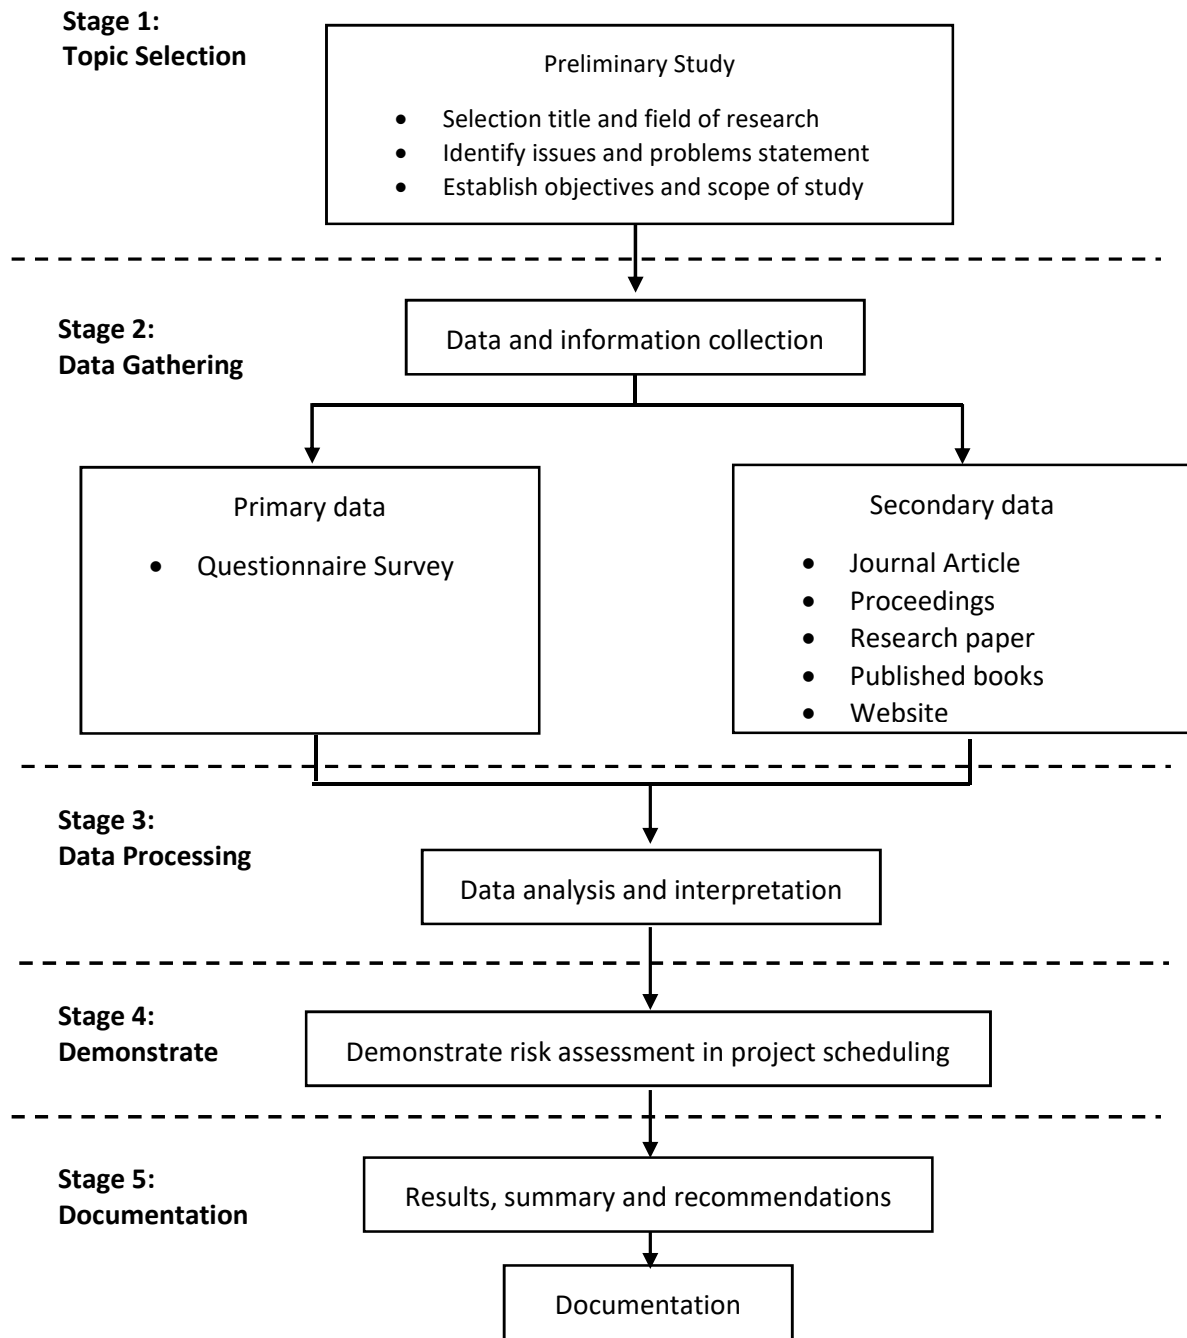 Stage 1:
Topic Selection
Preliminary Study
• Selection title and field of research
• Identify issues and problems statement
• Establish objectives and scope of study
Stage 2:
Data Gathering
Data and information collection
Primary data
• Questionnaire Survey
Secondary data
• Journal Article
• Proceedings
• Research paper
• Published books
• Website
Stage 3:
Data Processing
Data analysis and interpretation
Stage 4:
Demonstrate
Demonstrate risk assessment in project scheduling
Stage 5:
Documentation
Results, summary and recommendations
Documentation